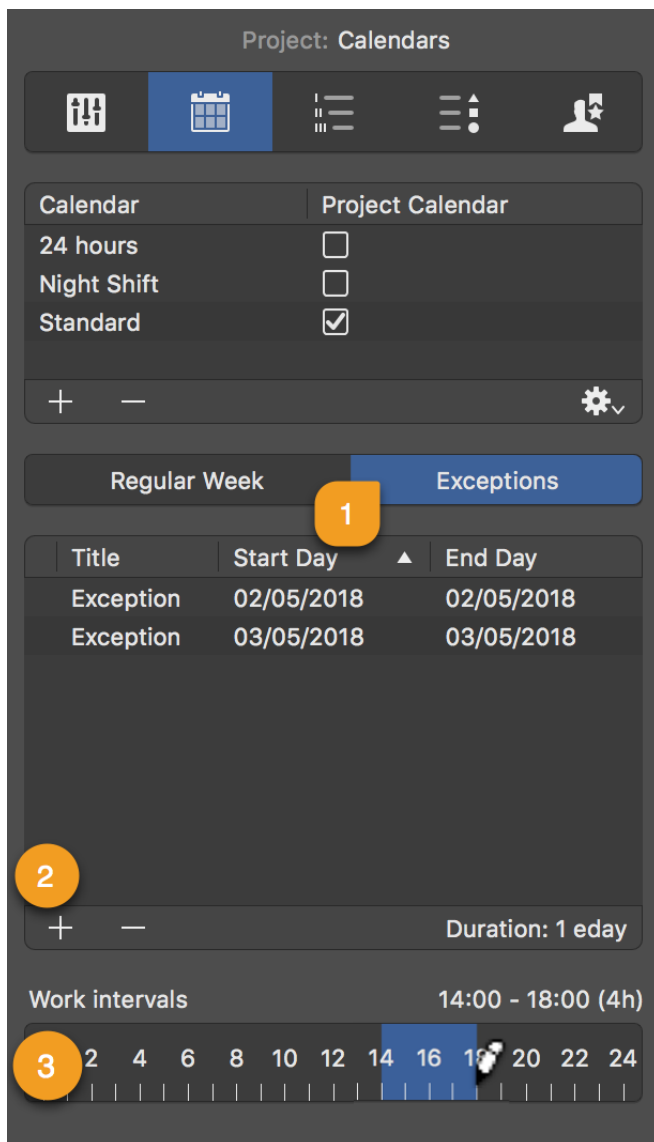 Project: Calendars
Calendar Project Calendar
24 hours
Night Shift
Standard
Regular Week Exceptions
1
Title Start Day End Day
Exception 02/05/2018 02/05/2018
Exception 03/05/2018 03/05/2018
2
Duration: 1 eday
Work intervals 14:00 - 18:00 (4h)
3 2 4 6 8 10 12 14 16 18 20 22 24